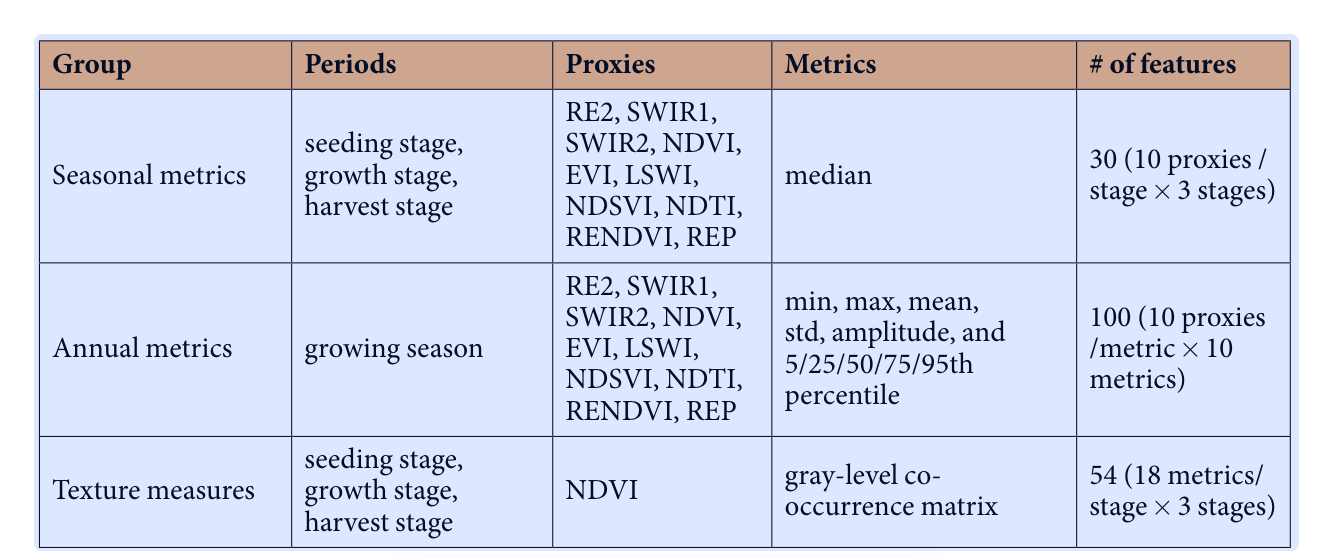 Group Periods Proxies Metrics # of features
Seasonal metrics
seeding stage,
growth stage,
harvest stage
RE2, SWIR1,
SWIR2, NDVI,
EVI, LSWI,
NDSVI, NDTI,
RENDVI, REP
median
30 (10 proxies /
stage × 3 stages)
Annual metrics
growing season
RE2, SWIR1,
SWIR2, NDVI,
EVI, LSWI,
NDSVI, NDTI,
RENDVI, REP
min, max, mean,
std, amplitude, and
5/25/50/75/95th
percentile
100 (10 proxies
/metric × 10
metrics)
Texture measures
seeding stage,
growth stage,
harvest stage
NDVI
gray-level co-
occurrence matrix
54 (18 metrics/
stage × 3 stages)